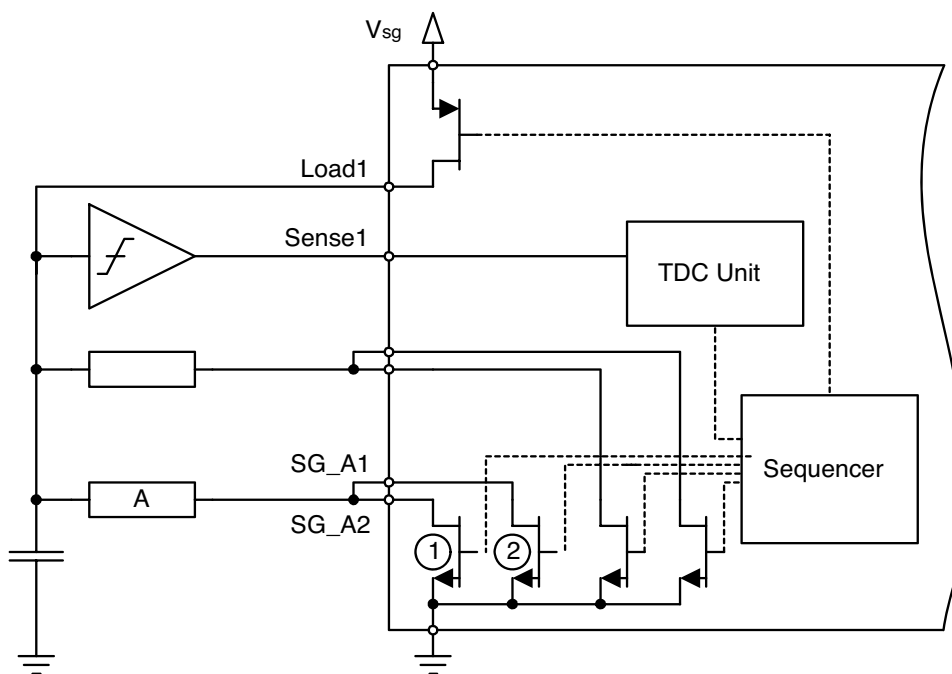 Vsg
Load1
Sense1
TDC Unit
SG_A1
Sequencer
A
SG_A2
1
2